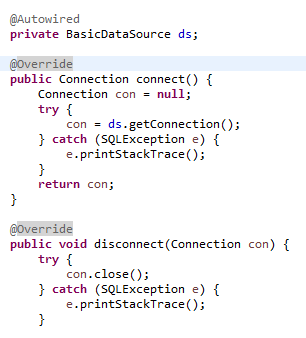 @Autowired
private BasicDataSource ds;
@Override
public Connection connect() {
Connection con = null;
try {
con = ds.getConnection();
} catch (SQLException e) {
e.printStackTrace();
}
return con;
}
@Override
public void disconnect(Connection con) {
try {
con.close();
} catch (SQLException e) {
e.printStackTrace();
}